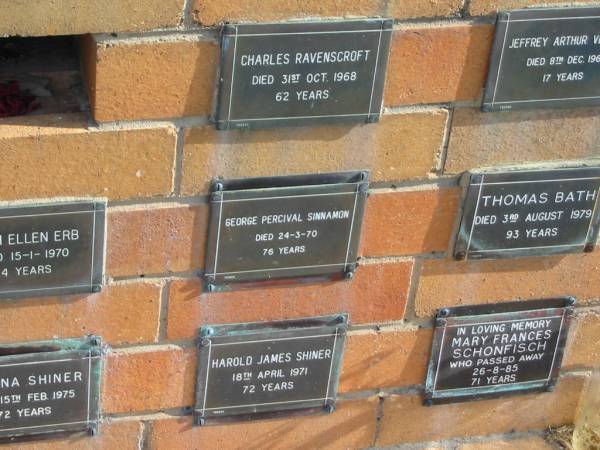 CHARLES RAVENSCROFT
DIED 31ST OCT. 1968
62 YEARS
JEFFREY ARTHUR
DIED 8TH DEC.
17 YEARS
ELLEN ERB
15-1-1970
YEARS
GEORGE PERCIVAL SINNAMON
DIED 24-3-70
76 YEARS
THOMAS BATH
DIED 3RD AUGUST 1979
93 YEARS
SHINER
15TH FEB. 1975
72 YEARS
HAROLD JAMES SHINER
18TH APRIL 1971
72 YEARS
IN LOVING MEMORY
MARY FRANCES
SCHONFISCH
WHO PASSED AWAY
26-8-85
71 YEARS